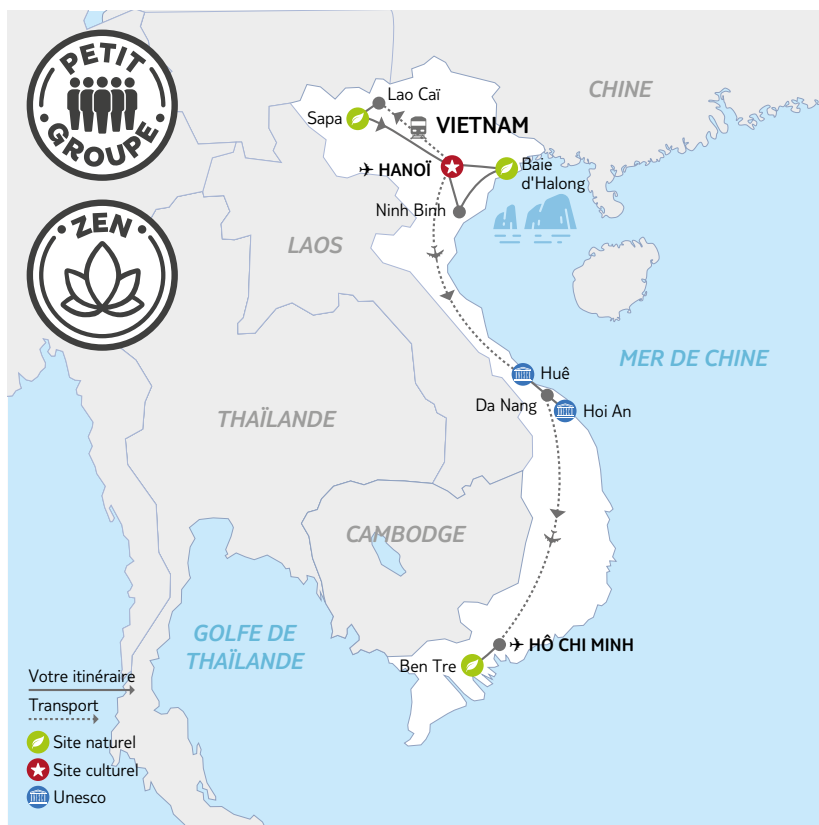 PETIT
GROUPE
ZEN
CHINE
Lao Caï
Sapa
VIETNAM
HANOÏ
Baie
d'Halong
Ninh Binh
LAOS
MER DE CHINE
Huê
Da Nang
Hoi An
THAÏLANDE
CAMBODGE
GOLFE DE
THAÏLANDE
HÔ CHI MINH
Ben Tre
Votre itinéraire
Transport
Site naturel
Site culturel
Unesco